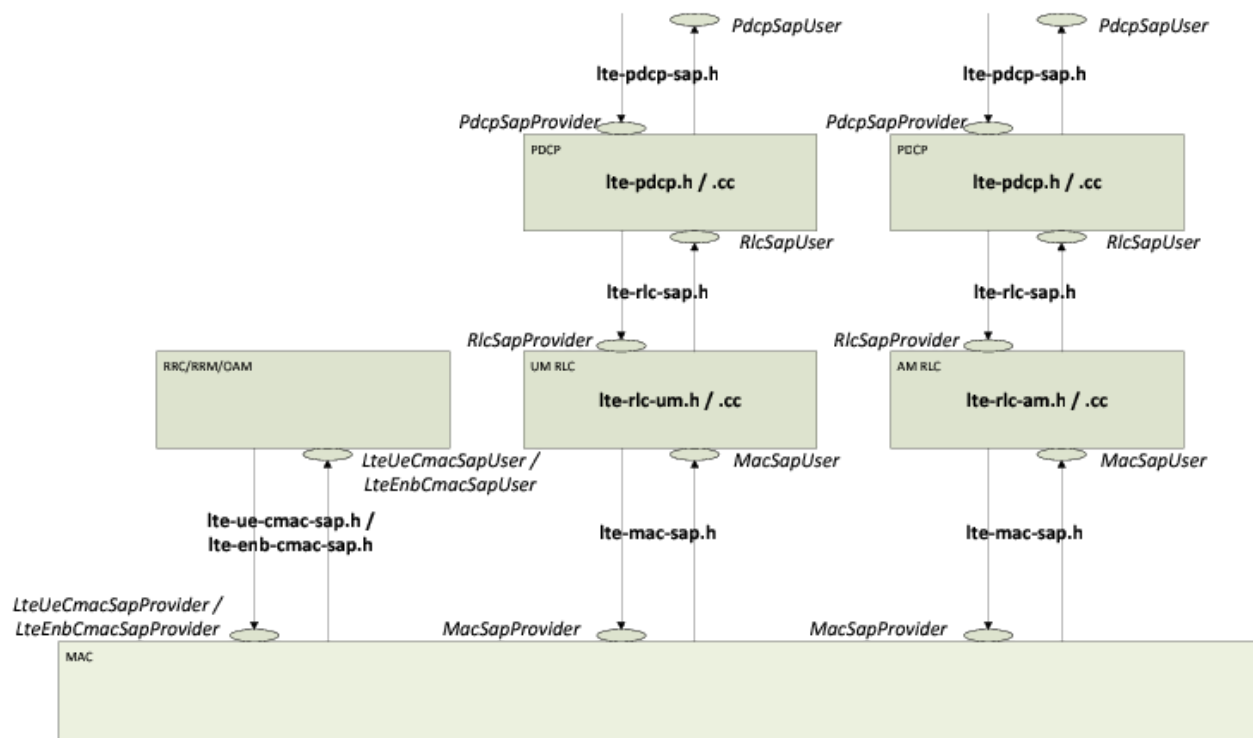 PdcpSapUser
PdcpSapUser
lte-pdcp-sap.h
lte-pdcp-sap.h
PdcpSapProvider
PdcpSapProvider
PDCP
PDCP
lte-pdcp.h / .cc
lte-pdcp.h / .cc
RlcSapUser
RlcSapUser
lte-rlc-sap.h
lte-rlc-sap.h
RlcSapProvider
RlcSapProvider
RRC/RRM/OAM
UM RLC
AM RLC
lte-rlc-um.h / .cc
lte-rlc-am.h / .cc
LteUeCmacSapUser /
LteEnbCmacSapUser
MacSapUser
MacSapUser
lte-ue-cmac-sap.h /
lte-enb-cmac-sap.h
lte-mac-sap.h
lte-mac-sap.h
LteUeCmacSapProvider /
LteEnbCmacSapProvider
MacSapProvider
MacSapProvider
MAC